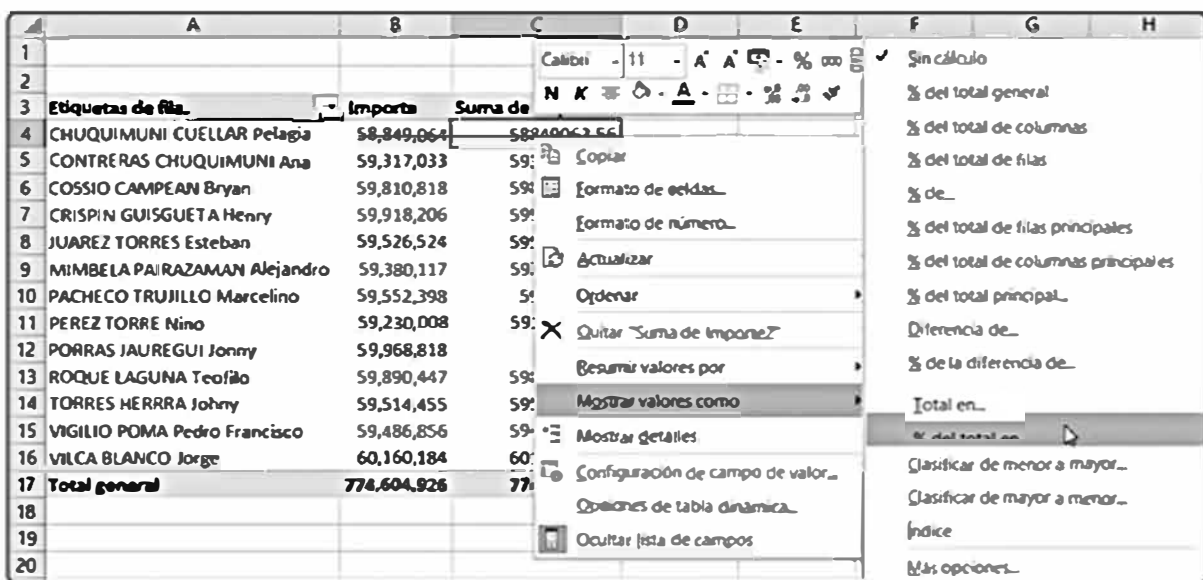 A B C D E F G H
1
2
3 Etiquetas de fila Importe Suma de
4 CHUQUIMUNI CUELLAR Pelagia 58,849,064 58849063.56
5 CONTRERAS CHUQUIMUNI Ana 59,317,033
6 COSSIO CAMPEAN Bryan 59,810,818
7 CRISPIN GUISGUETA Henry 59,918,206
8 JUAREZ TORRES Esteban 59,526,524
9 MIMBELA PAIRAZAMAN Alejandro 59,380,117
10 PACHECO TRUJILLO Marcelino 59,552,398
11 PEREZ TORRE Nino 59,230,008
12 PORRAS JAUREGUI Jonny 59,968,818
13 ROQUE LAGUNA Teofilo 59,890,447
14 TORRES HERRRA Johny 59,514,455
15 VIGILIO POMA Pedro Francisco 59,486,856
16 VILCA BLANCO Jorge 60,160,184
17 Total general 774,604,926
18
19
20
Calibri 11 A A % 000
N K A
Copiar
Formato de celdas...
Formato de número...
Actualizar
Ordenar
Quitar "Suma de Importe2"
Resumir valores por
Mostrar valores como
Mostrar detalles
Configuración de campo de valor...
Opciones de tabla dinámica...
Ocultar lista de campos
Sin cálculo
% del total general
% del total de columnas
% del total de filas
% de...
% del total de filas principales
% del total de columnas principales
% del total principal...
Diferencia de...
% de la diferencia de...
Total en...
% del total en
Clasificar de menor a mayor...
Clasificar de mayor a menor...
Índice
Más opciones...